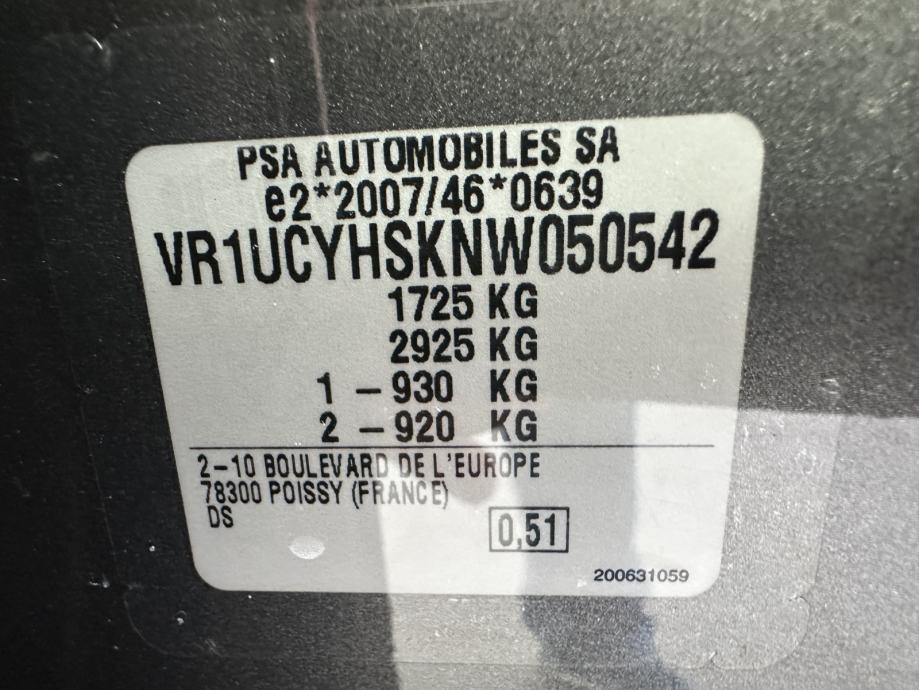 PSA AUTOMOBILES SA
e2*2007/46*0639
VR1UCYHSKNW050542
1725 KG
2925 KG
1 -930 KG
2 -920 KG
2-10 BOULEVARD DE L'EUROPE
78300 POISSY (FRANCE)
DS
0,51
200631059